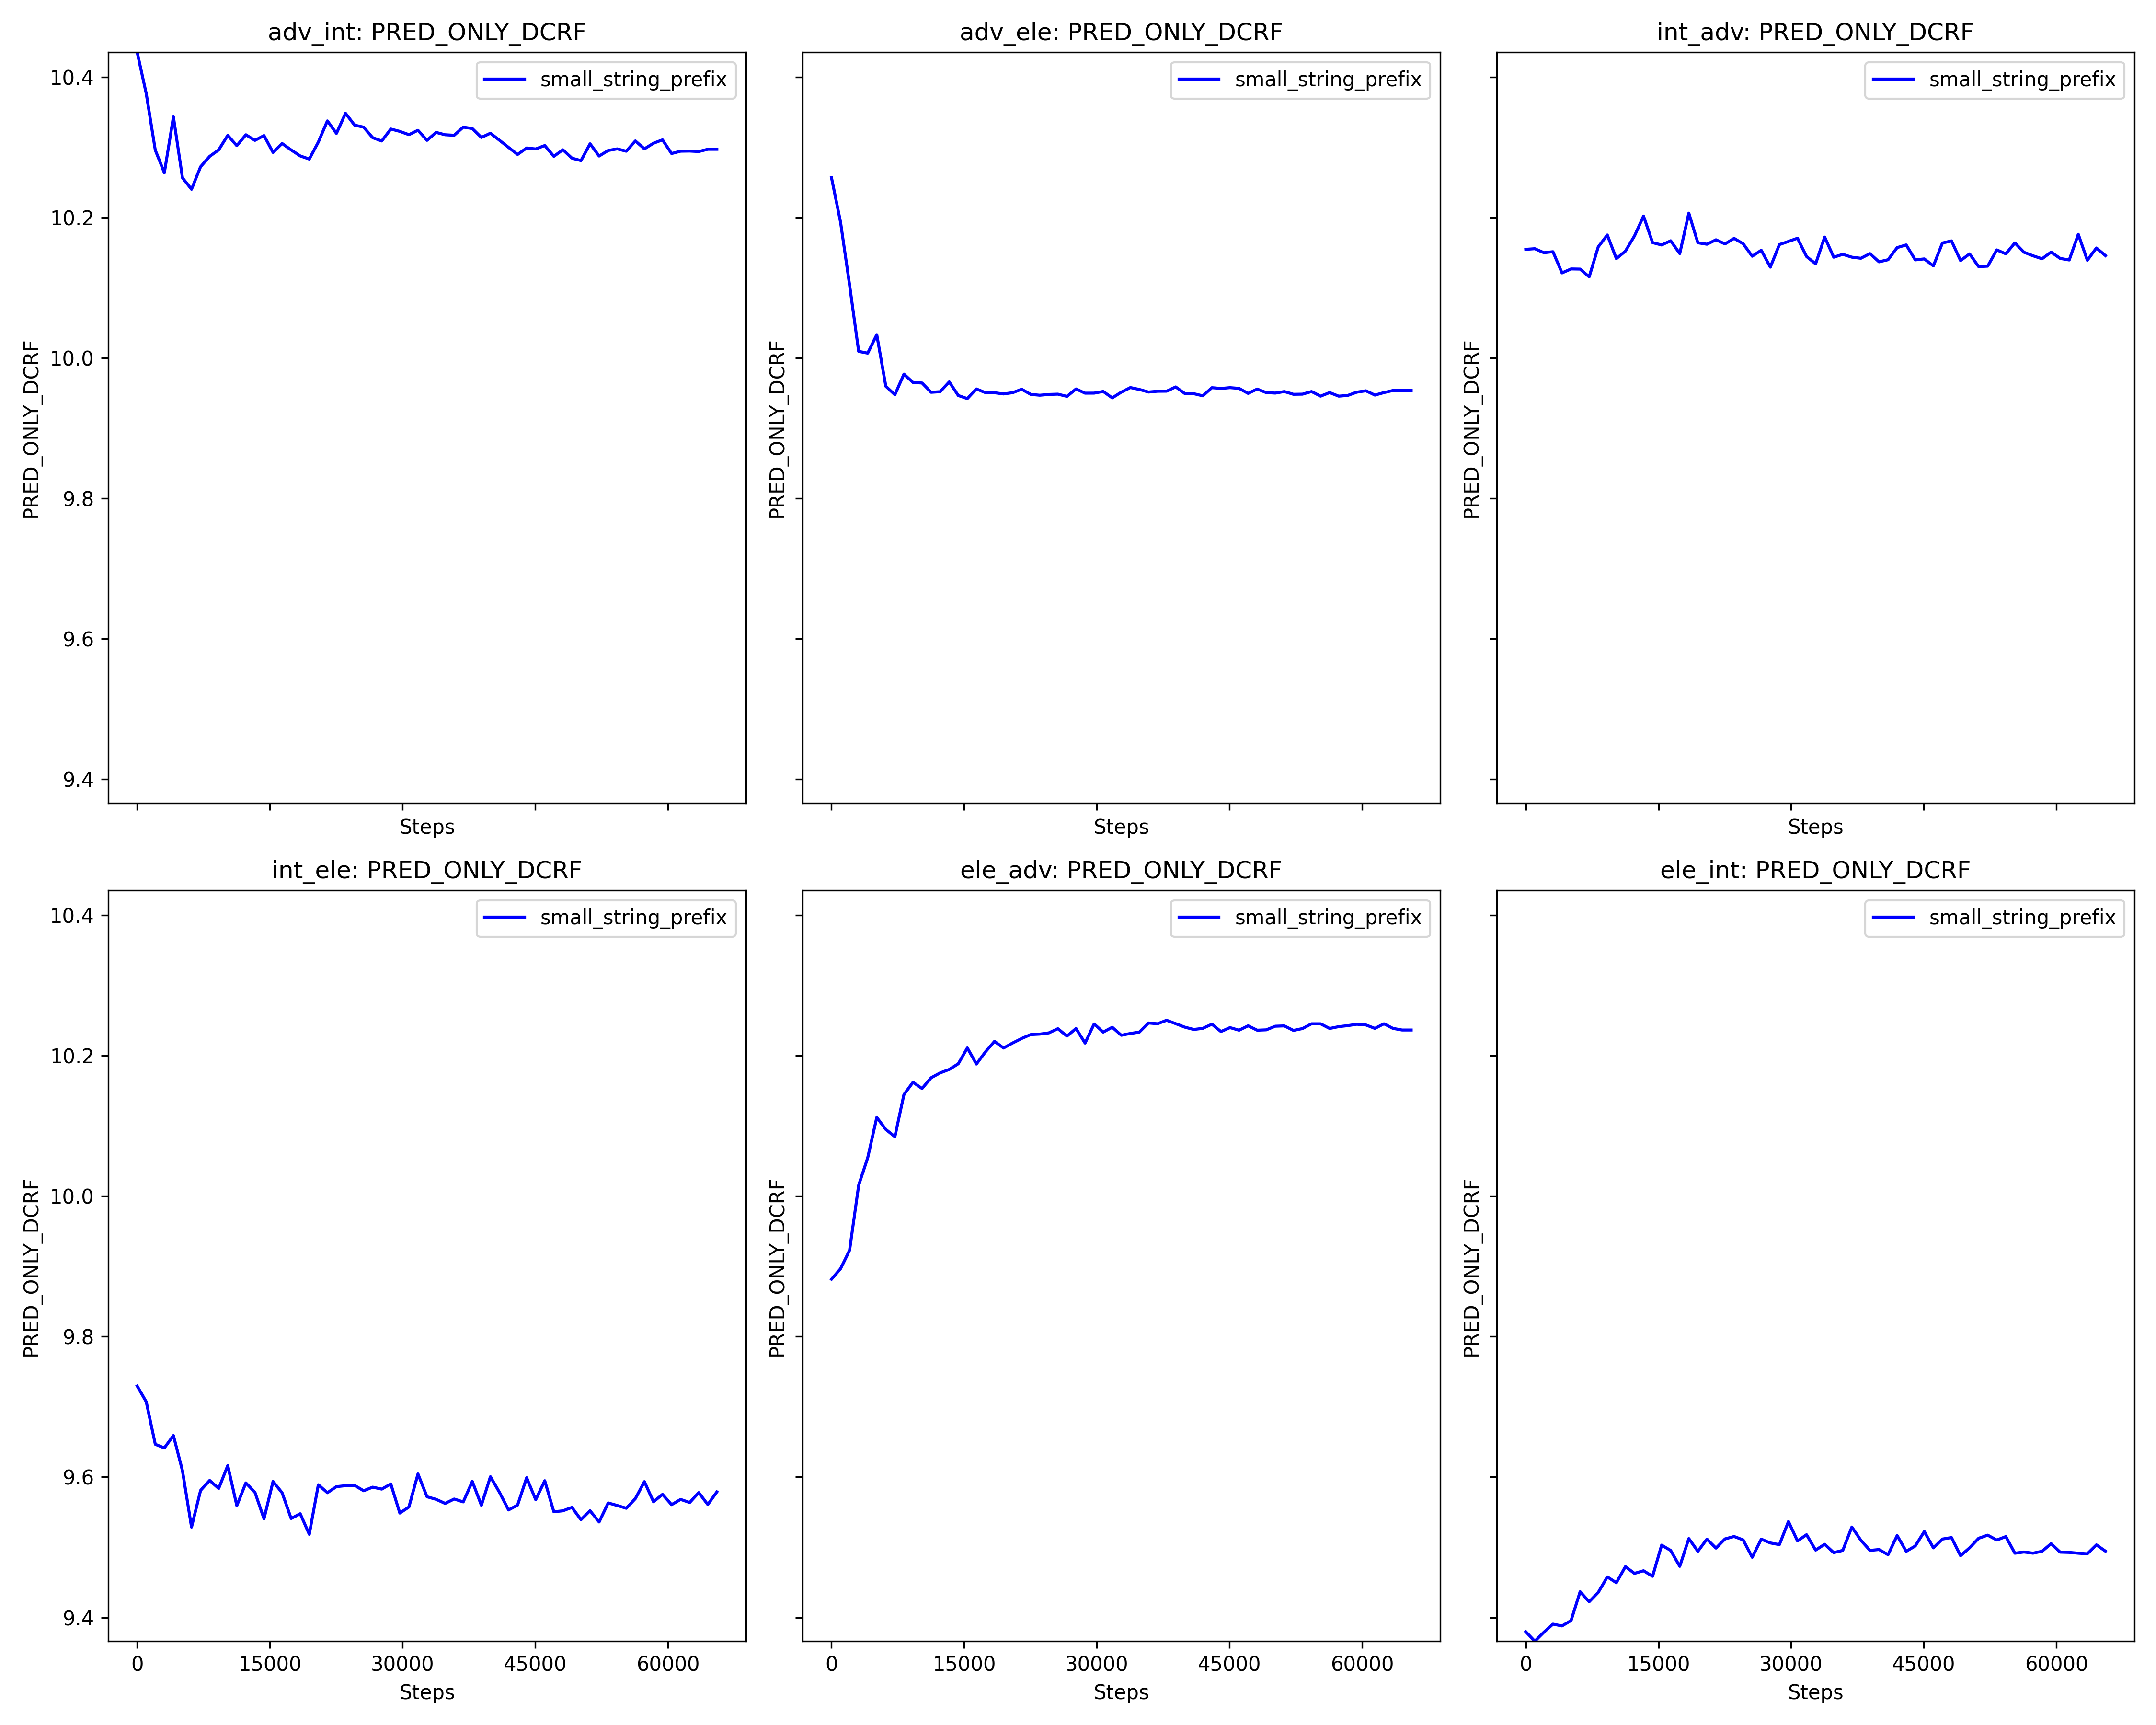 adv_int: PRED_ONLY_DCRF
adv_ele: PRED_ONLY_DCRF
int_adv: PRED_ONLY_DCRF
small_string_prefix
small_string_prefix
small_string_prefix
PRED_ONLY_DCRF
PRED_ONLY_DCRF
PRED_ONLY_DCRF
10.4
10.2
10.0
9.8
9.6
9.4
Steps
Steps
Steps
int_ele: PRED_ONLY_DCRF
ele_adv: PRED_ONLY_DCRF
ele_int: PRED_ONLY_DCRF
small_string_prefix
small_string_prefix
small_string_prefix
PRED_ONLY_DCRF
PRED_ONLY_DCRF
PRED_ONLY_DCRF
10.4
10.2
10.0
9.8
9.6
9.4
0 15000 30000 45000 60000
0 15000 30000 45000 60000
0 15000 30000 45000 60000
Steps
Steps
Steps